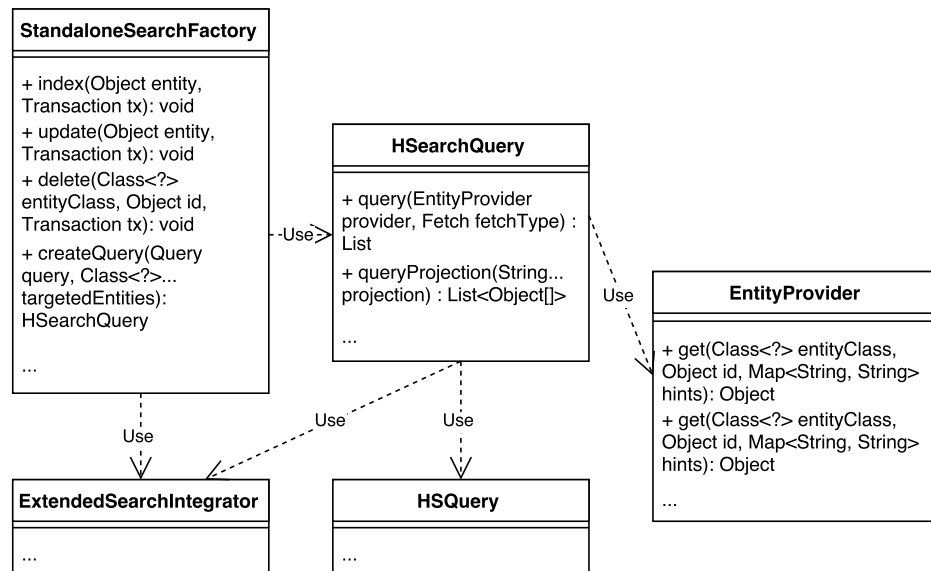 StandaloneSearchFactory
+ index(Object entity,
Transaction tx): void
+ update(Object entity,
Transaction tx): void
+ delete(Class<?>
entityClass, Object id,
Transaction tx): void
+ createQuery(Query
query, Class<?>...
targetedEntities):
HSearchQuery
...
Use
HSearchQuery
+ query(EntityProvider
provider, Fetch fetchType) :
List
+ queryProjection(String...
projection) : List<Object[]>
...
Use
EntityProvider
+ get(Class<?> entityClass,
Object id, Map<String, String>
hints): Object
+ get(Class<?> entityClass,
Object id, Map<String, String>
hints): Object
...
Use
Use
Use
ExtendedSearchIntegrator
...
HSQuery
...